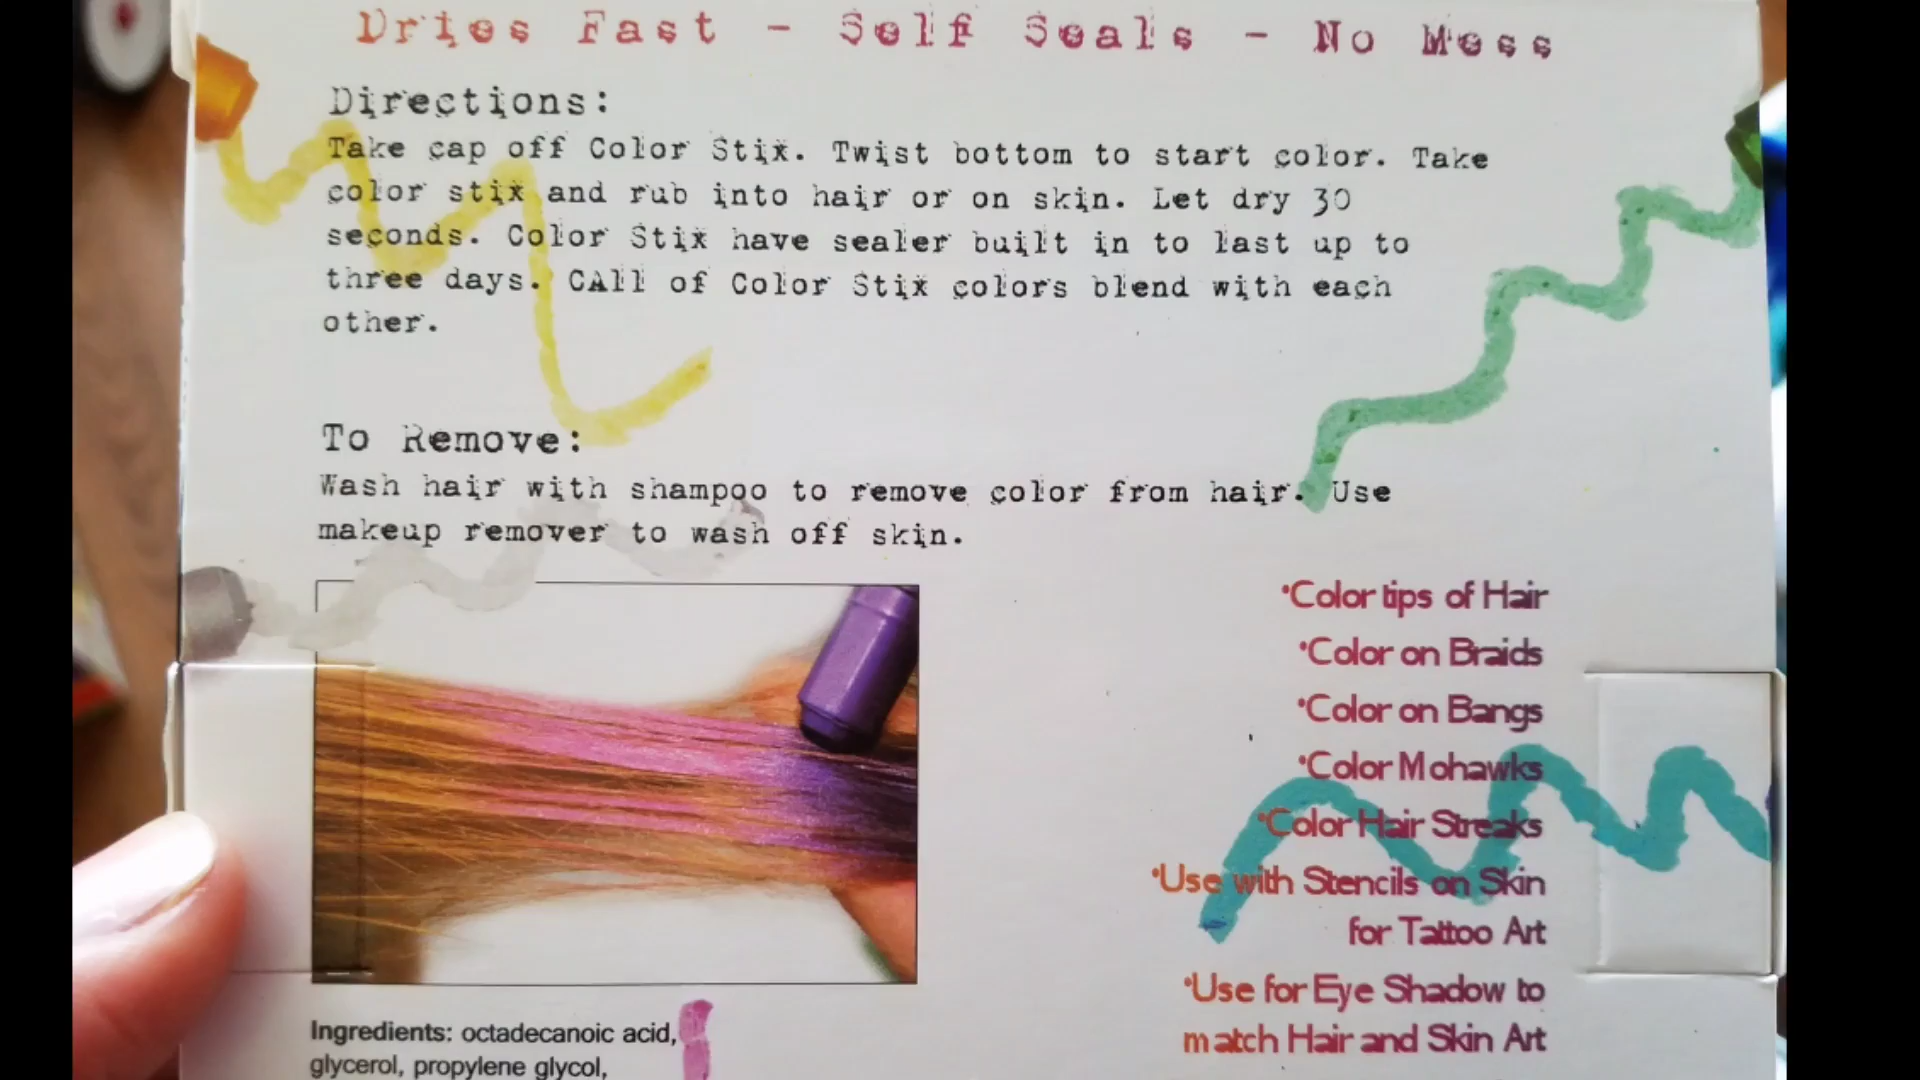 Dries Fast - Self Seals - No Mess
Directions:
Take cap off Color Stix. Twist bottom to start color. Take
color stix and rub into hair or on skin. Let dry 30
seconds. Color Stix have sealer built in to last up to
three days. CAll of Color Stix colors blend with each
other.
To Remove:
Wash hair with shampoo to remove color from hair. Use
makeup remover to wash off skin.
•Color tips of Hair
•Color on Braids
•Color on Bangs
•Color Mohawks
•Color Hair Streaks
•Use with Stencils on Skin
for Tattoo Art
•Use for Eye Shadow to
match Hair and Skin Art
Ingredients: octadecanoic acid,
glycerol, propylene glycol,